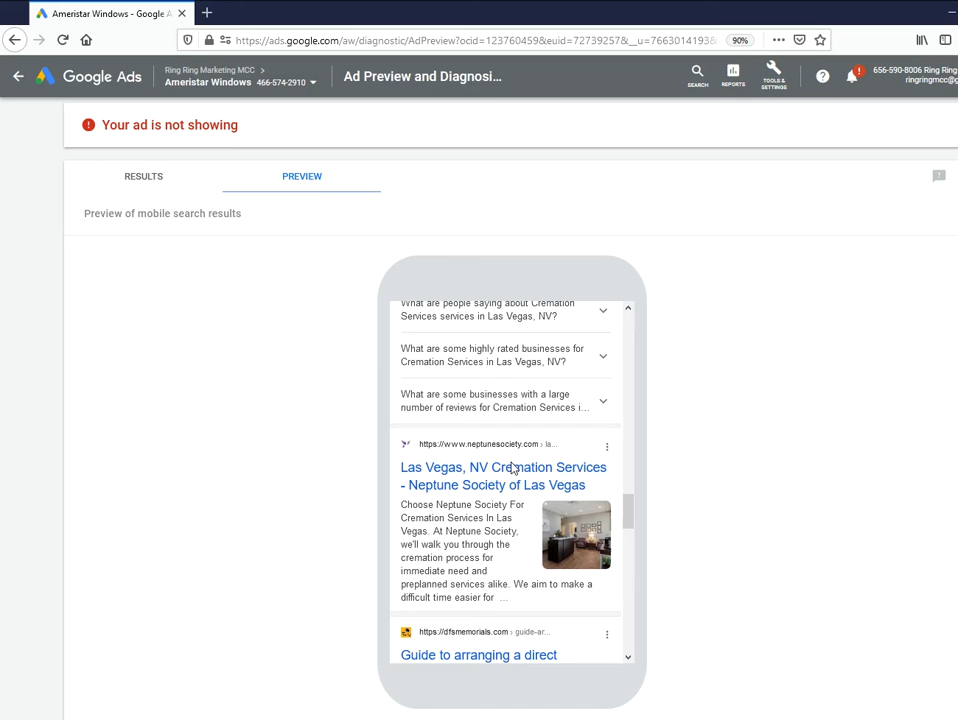 Ameristar Windows - Google A
https://ads.google.com/aw/diagnostic/AdPreview?ocid=123760459&euid=72739257&__u=7663014193&
90%
Google Ads
Ring Ring Marketing MCC
Ameristar Windows 466-574-2910
Ad Preview and Diagnosi...
SEARCH
REPORTS
TOOLS &
SETTINGS
656-590-8006 Ring Ring
ringringmcc@g
Your ad is not showing
RESULTS
PREVIEW
Preview of mobile search results
What are people saying about Cremation
Services services in Las Vegas, NV?
What are some highly rated businesses for
Cremation Services in Las Vegas, NV?
What are some businesses with a large
number of reviews for Cremation Services i...
https://www.neptunesociety.com › la...
Las Vegas, NV Cremation Services
- Neptune Society of Las Vegas
Choose Neptune Society For
Cremation Services In Las
Vegas. At Neptune Society,
we'll walk you through the
cremation process for
immediate need and
preplanned services alike. We aim to make a
difficult time easier for ...
https://dfsmemorials.com › guide-ar...
Guide to arranging a direct